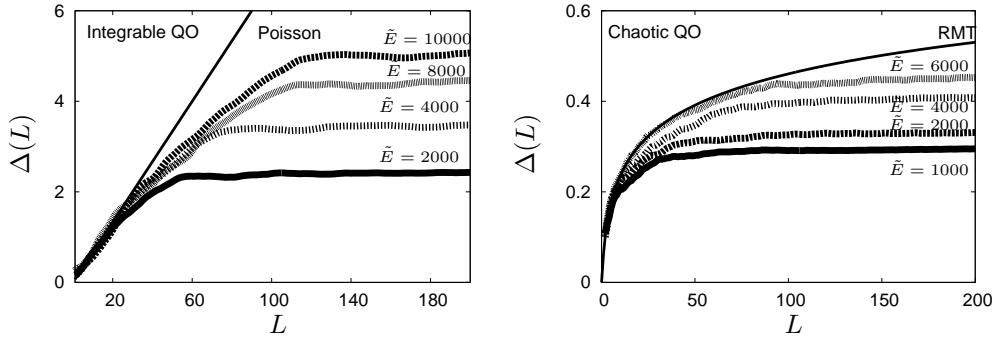 Integrable QO
Poisson
Ẽ = 10000
E = 8000
Ẽ = 4000
Ẽ = 2000
Δ(L)
6
4
2
0
20
60
100
140
180
L
Chaotic QO
RMT
Ẽ = 6000
Ẽ = 4000
Ẽ = 2000
Ẽ = 1000
Δ(L)
0.6
0.4
0.2
0
0
50
100
150
200
L